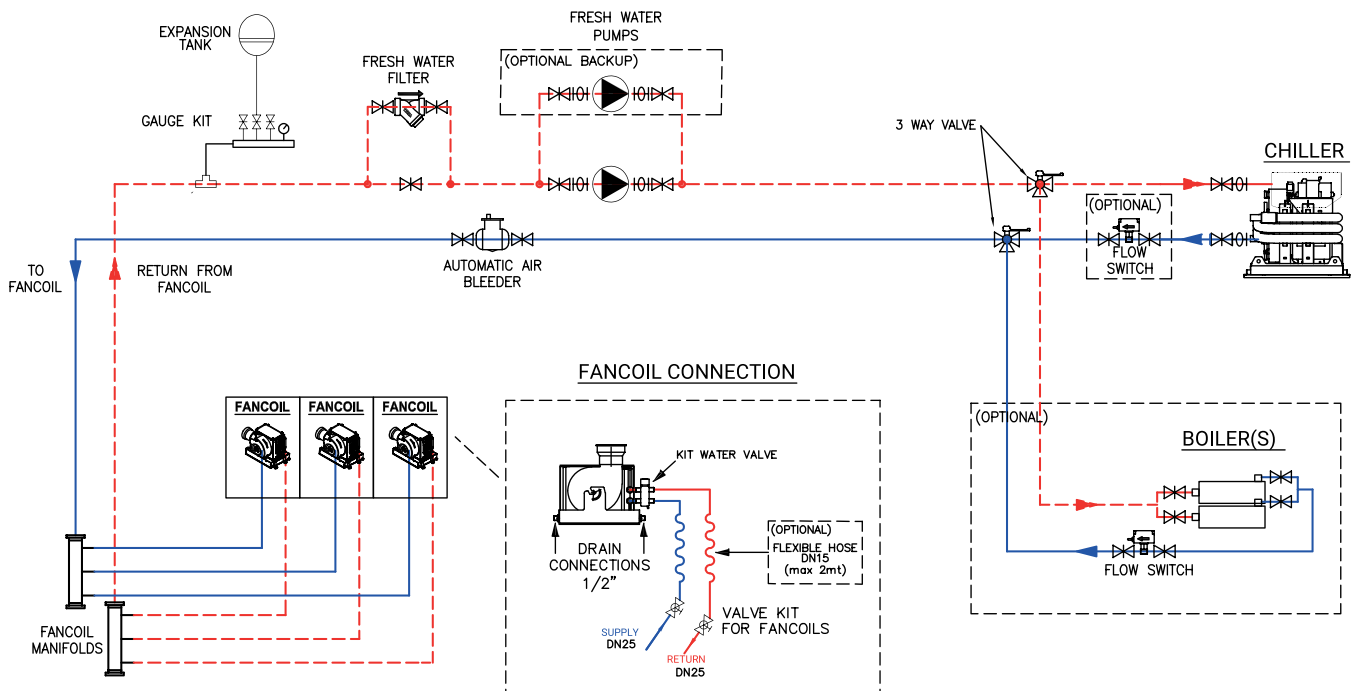 EXPANSION
TANK
GAUGE KIT
FRESH WATER
FILTER
FRESH WATER
PUMPS
(OPTIONAL BACKUP)
3 WAY VALVE
CHILLER
(OPTIONAL)
FLOW
SWITCH
AUTOMATIC AIR
BLEEDER
TO
FANCOIL
RETURN FROM
FANCOIL
FANCOIL
FANCOIL
FANCOIL
FANCOIL
MANIFOLDS
FANCOIL CONNECTION
KIT WATER VALVE
DRAIN
CONNECTIONS
1/2"
(OPTIONAL)
FLEXIBLE HOSE
DN15
(max 2mt)
VALVE KIT
FOR FANCOILS
SUPPLY
DN25
RETURN
DN25
(OPTIONAL)
BOILER(S)
FLOW SWITCH